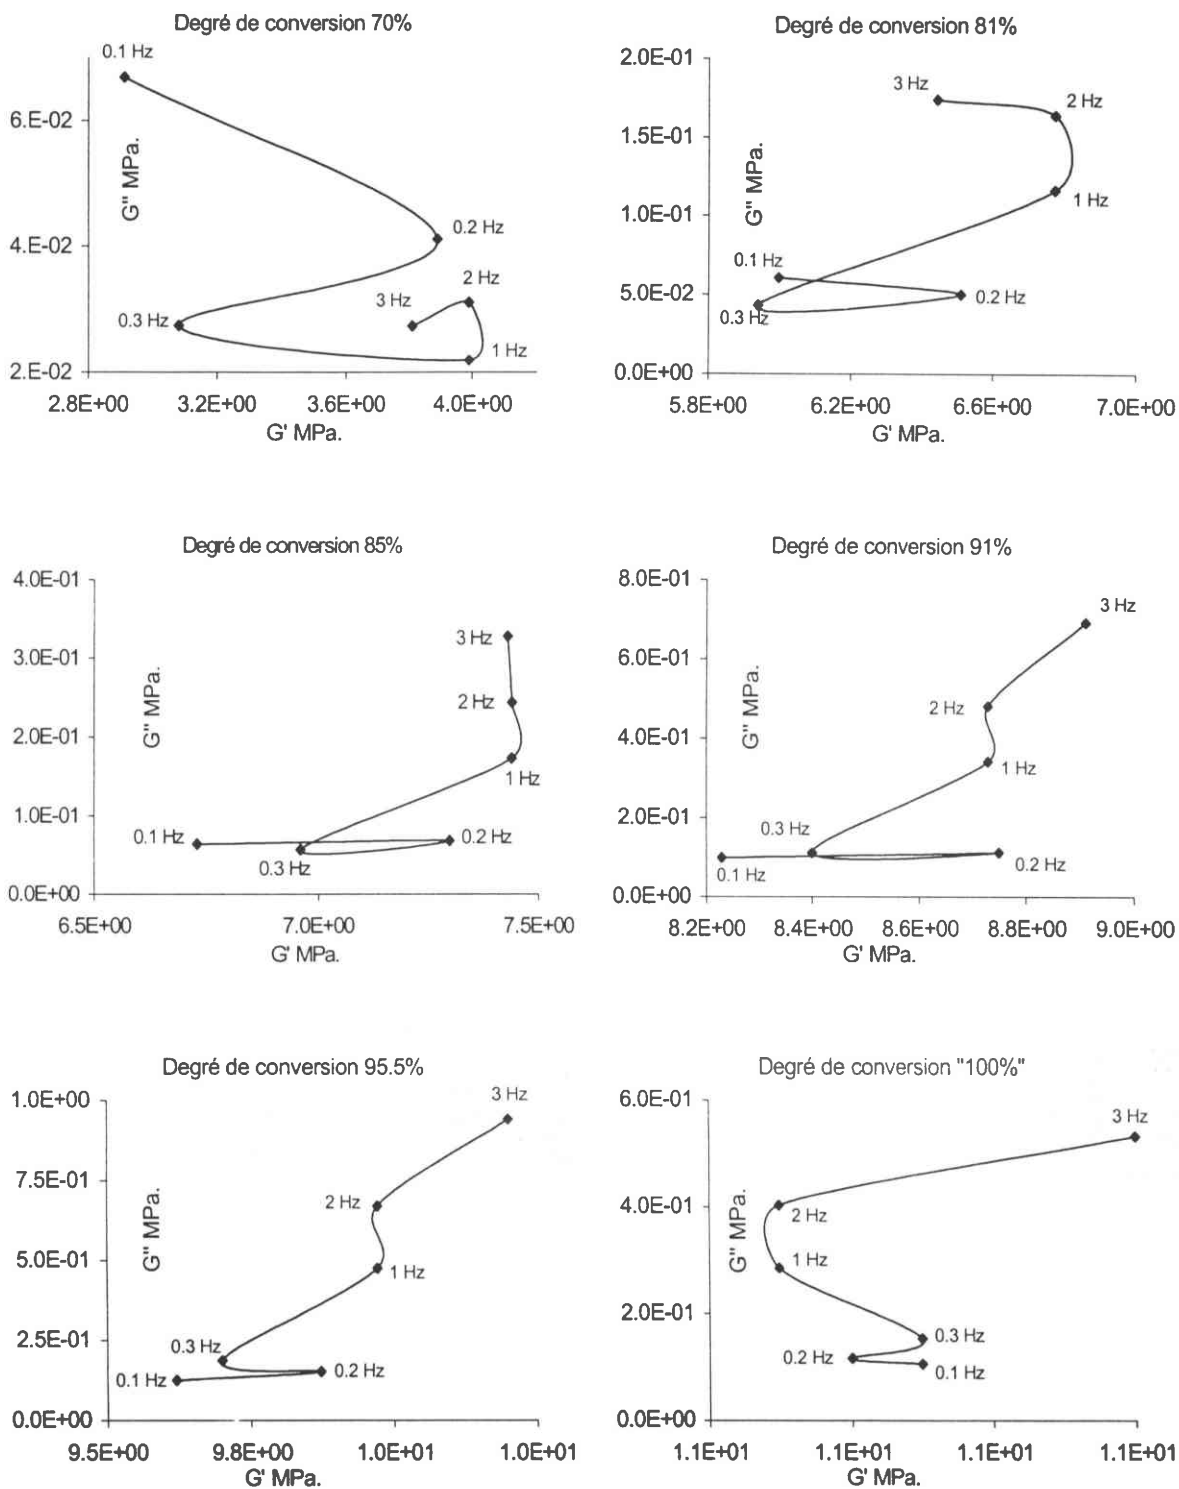 Degré de conversion 70%
0.1 Hz
6.E-02
G'' MPa.
0.2 Hz
4.E-02
2 Hz
3 Hz
0.3 Hz
1 Hz
2.E-02
2.8E+00 3.2E+00 3.6E+00 4.0E+00
G' MPa.
Degré de conversion 81%
2.0E-01
3 Hz
2 Hz
1.5E-01
G'' MPa.
1.0E-01
1 Hz
0.1 Hz
5.0E-02
0.2 Hz
0.3 Hz
0.0E+00
5.8E+00 6.2E+00 6.6E+00 7.0E+00
G' MPa.
Degré de conversion 85%
4.0E-01
3.0E-01
3 Hz
G'' MPa.
2 Hz
2.0E-01
1 Hz
1.0E-01
0.1 Hz
0.2 Hz
0.3 Hz
0.0E+00
6.5E+00 7.0E+00 7.5E+00
G' MPa.
Degré de conversion 91%
8.0E-01
3 Hz
6.0E-01
G'' MPa.
2 Hz
4.0E-01
1 Hz
2.0E-01
0.3 Hz
0.1 Hz
0.2 Hz
0.0E+00
8.2E+00 8.4E+00 8.6E+00 8.8E+00 9.0E+00
G' MPa.
Degré de conversion 95.5%
1.0E+00
3 Hz
7.5E-01
2 Hz
G'' MPa.
5.0E-01
1 Hz
2.5E-01
0.3 Hz
0.2 Hz
0.1 Hz
0.0E+00
9.5E+00 9.8E+00 1.0E+01 1.0E+01
G' MPa.
Degré de conversion "100%"
6.0E-01
3 Hz
4.0E-01
2 Hz
G'' MPa.
1 Hz
2.0E-01
0.3 Hz
0.2 Hz
0.1 Hz
0.0E+00
1.1E+01 1.1E+01 1.1E+01 1.1E+01
G' MPa.